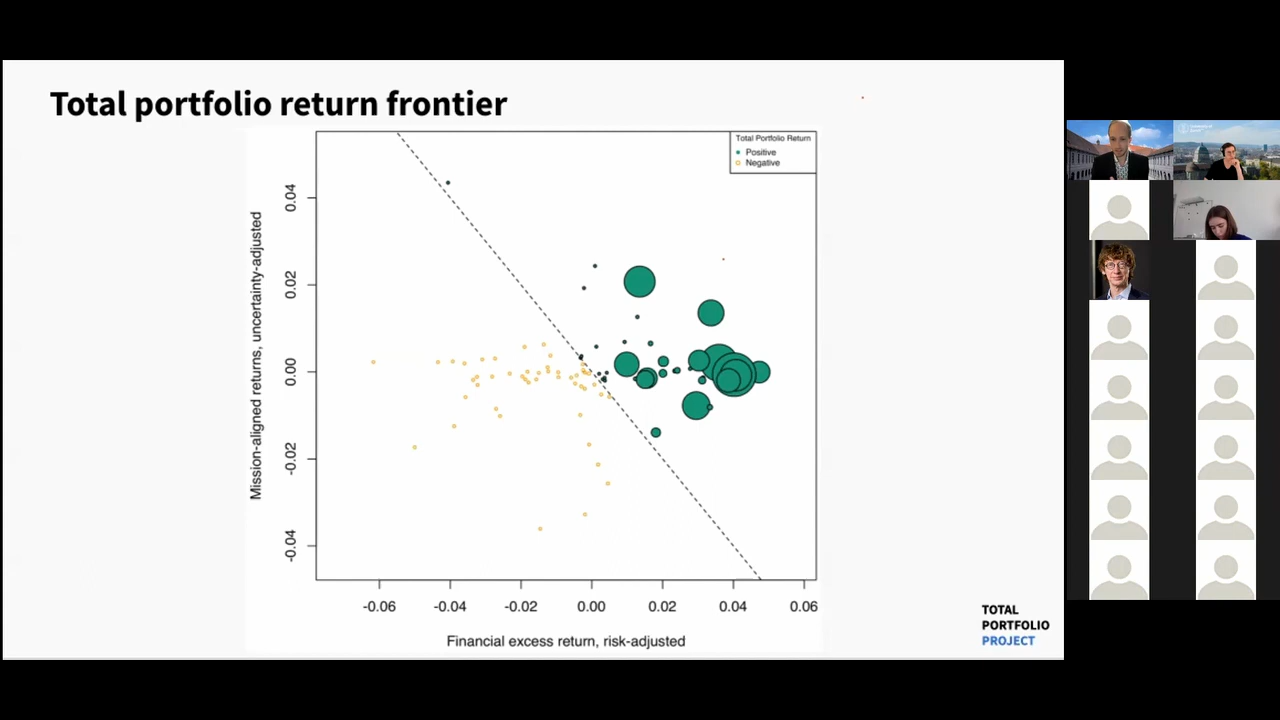 Total portfolio return frontier
Total Portfolio Return
Positive
Negative
Mission-aligned returns, uncertainty-adjusted
0.04
0.02
0.00
-0.02
-0.04
-0.06
-0.04
-0.02
0.00
0.02
0.04
0.06
Financial excess return, risk-adjusted
TOTAL
PORTFOLIO
PROJECT